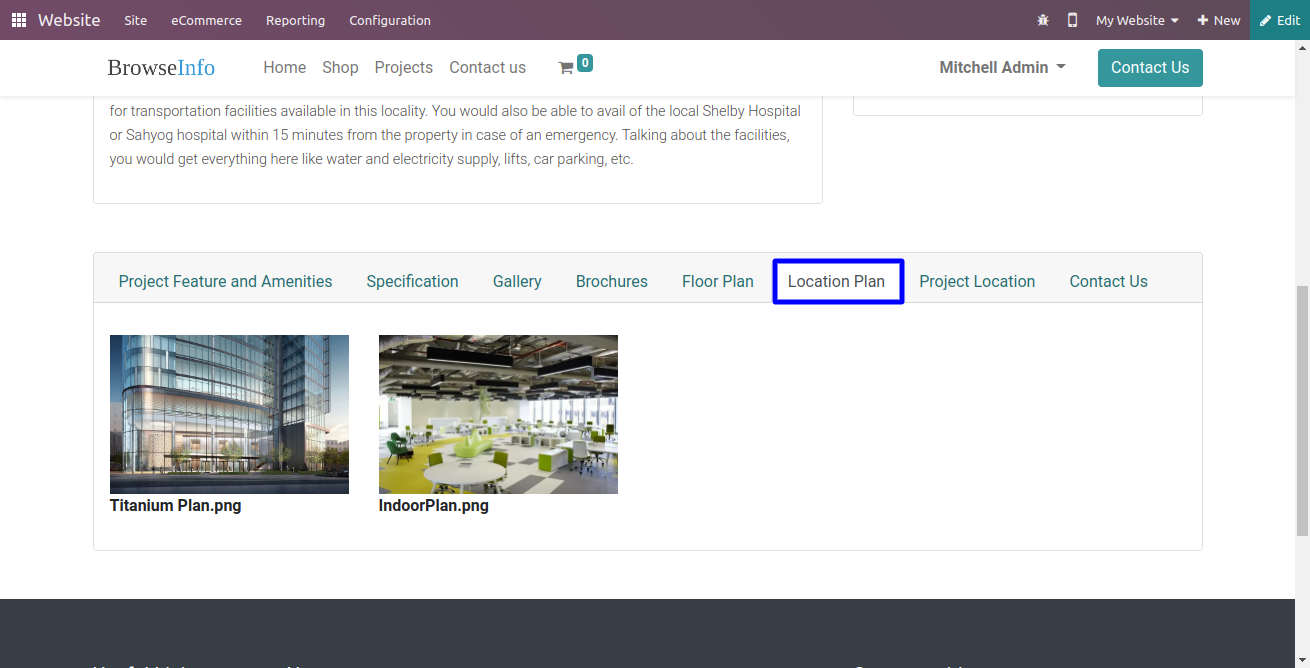 Website Site eCommerce Reporting Configuration My Website New Edit
BrowseInfo Home Shop Projects Contact us 0 Mitchell Admin Contact Us
for transportation facilities available in this locality. You would also be able to avail of the local Shelby Hospital
or Sahyog hospital within 15 minutes from the property in case of an emergency. Talking about the facilities,
you would get everything here like water and electricity supply, lifts, car parking, etc.
Project Feature and Amenities Specification Gallery Brochures Floor Plan Location Plan Project Location Contact Us
Titanium Plan.png IndoorPlan.png